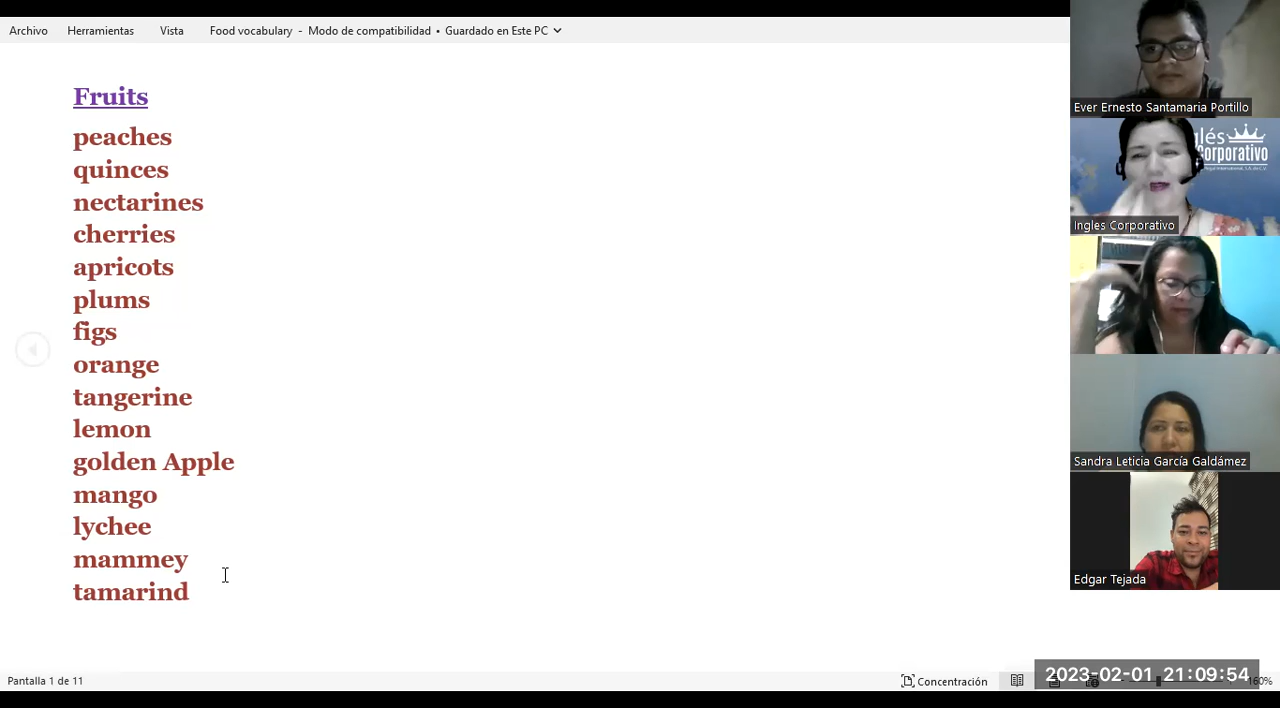 Archivo Herramientas Vista Food vocabulary - Modo de compatibilidad • Guardado en Este PC
Fruits
peaches
quinces
nectarines
cherries
apricots
plums
figs
orange
tangerine
lemon
golden Apple
mango
lychee
mammey
tamarind
Ever Ernesto Santamaria Portillo
glés
Corporativo
Ingles Corporativo
Sandra Leticia García Galdámez
Edgar Tejada
Pantalla 1 de 11
Concentración
2023-02-01 21:09:54
160%